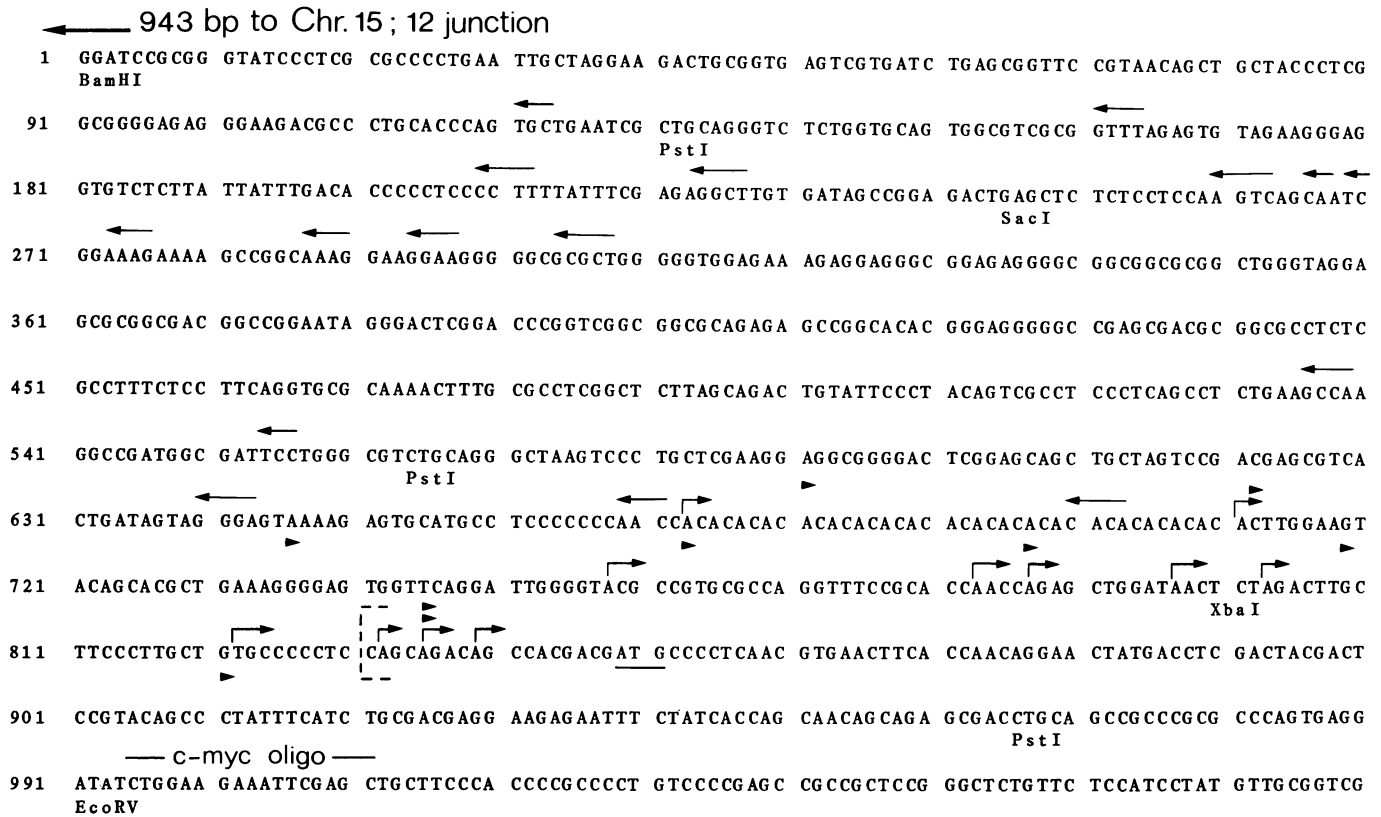 943 bp to Chr. 15 ; 12 junction
1 GGATCCGCGG GTATCCCTCG CGCCCCTGAA TTGCTAGGAA GACTGCGGTG AGTCGTGATC TGAGCGGTTC CGTAACAGCT GCTACCCTCG
BamHI
91 GCGGGGAGAG GGAAGACGCC CTGCACCCAG TGCTGAATCG CTGCAGGGTC TCTGGTGCAG TGGCGTCGCG GTTTAGAGTG TAGAAGGGAG
PstI
181 GTGTCTCTTA TTATTTGACA CCCCCTCCCC TTTTATTTCG AGAGGCTTGT GATAGCCGGA GACTGAGCTC TCTCCTCCAA GTCAGCAATC
SacI
271 GGAAAGAAAA GCCGGCAAAG GAAGGAAGGG GGCGCGCTGG GGGTGGAGAA AGAGGAGGGC GGAGAGGGGC GGCGGCGCGG CTGGGTAGGA
361 GCGCGGCGAC GGCCGGAATA GGGACTCGGA CCCGGTCGGC GGCGCAGAGA GCCGGCACAC GGGAGGGGGC CGAGCGACGC GGCGCCTCTC
451 GCCTTTCTCC TTCAGGTGCG CAAAACTTTG CGCCTCGGCT CTTAGCAGAC TGTATTCCCT ACAGTCGCCT CCCTCAGCCT CTGAAGCCAA
541 GGCCGATGGC GATTCCTGGG CGTCTGCAGG GCTAAGTCCC TGCTCGAAGG AGGCGGGGAC TCGGAGCAGC TGCTAGTCCG ACGAGCGTCA
PstI
631 CTGATAGTAG GGAGTAAAAG AGTGCATGCC TCCCCCCCAA CCACACACAC ACACACACAC ACACACACAC ACACACACAC ACTTGGAAGT
721 ACAGCACGCT GAAAGGGGAG TGGTTCAGGA TTGGGGTACG CCGTGCGCCA GGTTTCCGCA CCAACCAGAG CTGGATAACT CTAGACTTGC
XbaI
811 TTCCCTTGCT GTGCCCCCTC CAGCAGACAG CCACGACGAT GCCCCTCAAC GTGAACTTCA CCAACAGGAA CTATGACCTC GACTACGACT
901 CCGTACAGCC CTATTTCATC TGCGACGAGG AAGAGAATTT CTATCACCAG CAACAGCAGA GCGACCTGCA GCCGCCCGCG CCCAGTGAGG
PstI
c-myc oligo
991 ATATCTGGAA GAAATTCGAG CTGCTTCCCA CCCCGCCCCT GTCCCCGAGC CGCCGCTCCG GGCTCTGTTC TCCATCCTAT GTTGCGGTCG
EcoRV